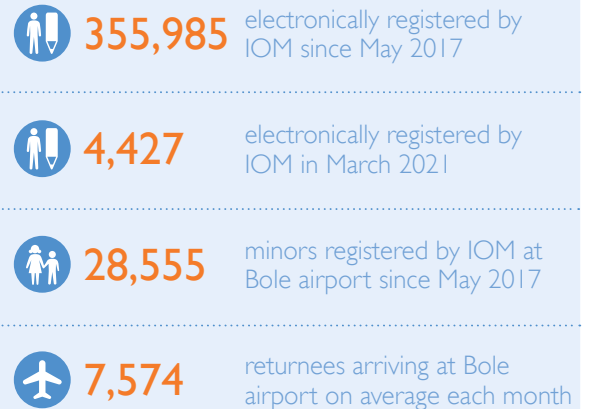 355,985 electronically registered by
IOM since May 2017
4,427 electronically registered by
IOM in March 2021
28,555 minors registered by IOM at
Bole airport since May 2017
7,574 returnees arriving at Bole
airport on average each month